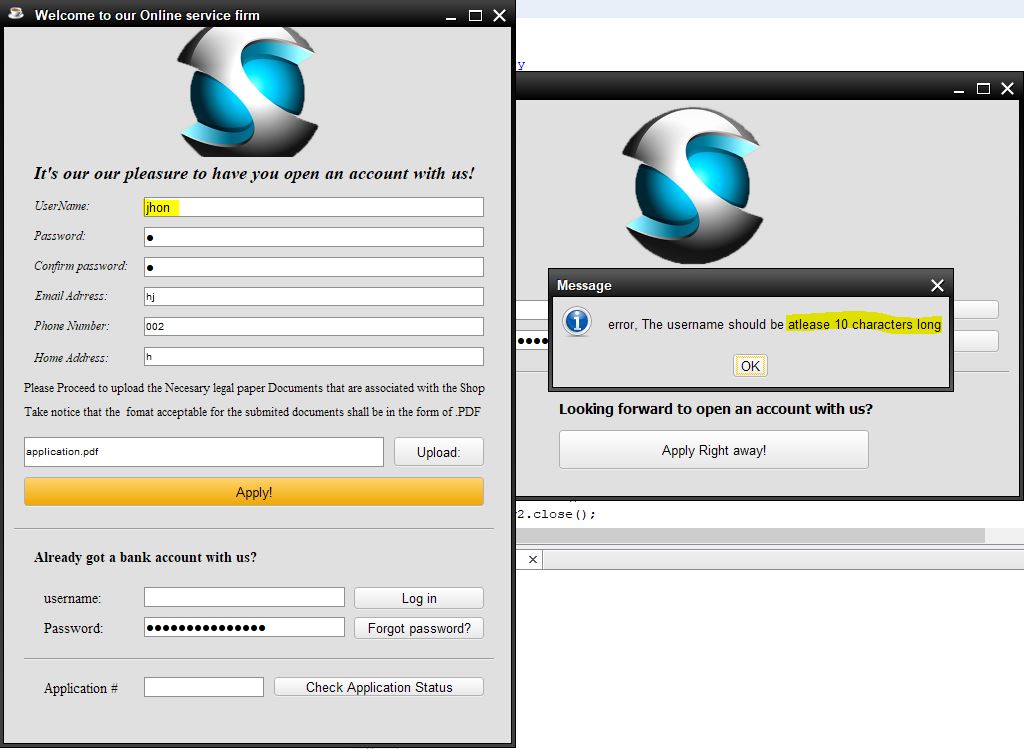 Welcome to our Online service firm
It's our our pleasure to have you open an account with us!
UserName:
jhon
Password:
●
Confirm password:
●
Email Adrress:
hj
Phone Number:
002
Home Address:
h
Please Proceed to upload the Necesary legal paper Documents that are associated with the Shop
Take notice that the fomat acceptable for the submited documents shall be in the form of .PDF
application.pdf
Upload:
Apply!
Already got a bank account with us?
username:
Log in
Password:
●●●●●●●●●●●●●●●
Forgot password?
Application #
Check Application Status
y
Message
error, The username should be atlease 10 characters long
OK
●●●●
Looking forward to open an account with us?
Apply Right away!
2.close();